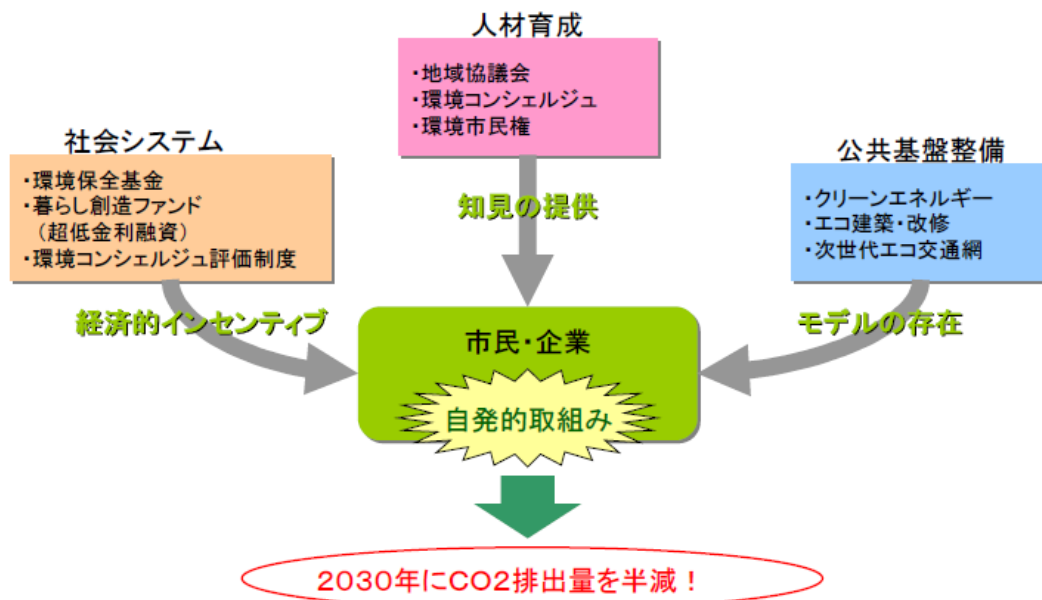 人材育成
・地域協議会
・環境コンシェルジュ
・環境市民権
社会システム
・環境保全基金
・暮らし創造ファンド
（超低金利融資）
・環境コンシェルジュ評価制度
公共基盤整備
・クリーンエネルギー
・エコ建築・改修
・次世代エコ交通網
知見の提供
経済的インセンティブ
モデルの存在
市民・企業
自発的取組み
2030年にCO2排出量を半減！